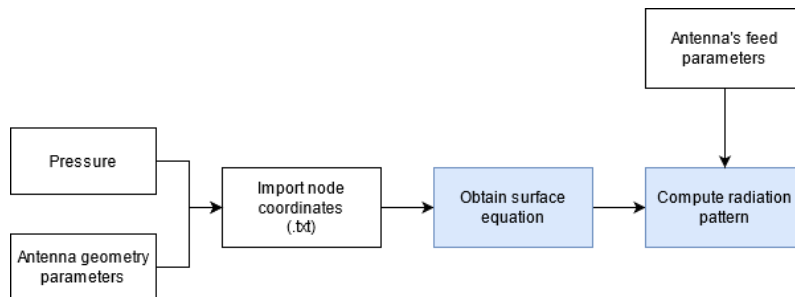 Antenna's feed
parameters
Pressure
Import node
coordinates
(.txt)
Obtain surface
equation
Compute radiation
pattern
Antenna geometry
parameters